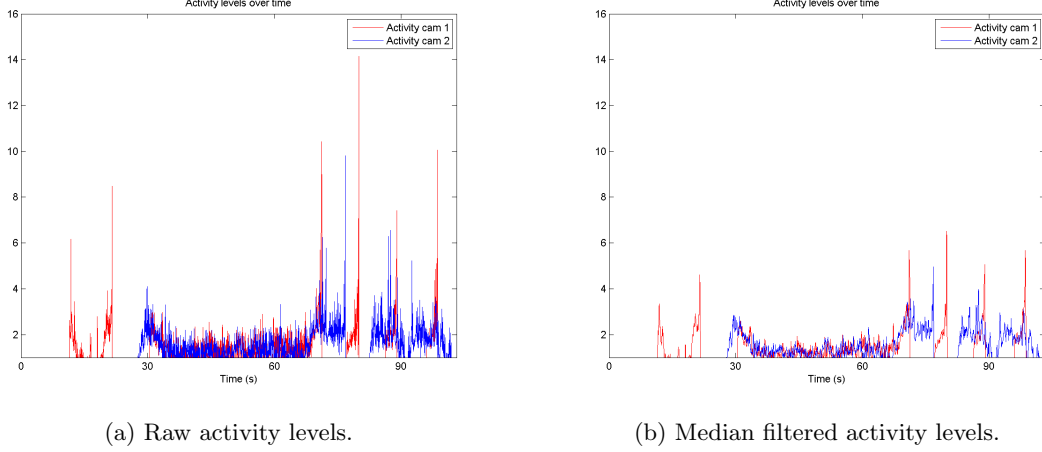 Activity levels over time
16
14
12
10
8
6
4
2
0
30
60
90
Time (s)
Activity cam 1
Activity cam 2
(a) Raw activity levels.
Activity levels over time
16
14
12
10
8
6
4
2
0
30
60
90
Time (s)
Activity cam 1
Activity cam 2
(b) Median filtered activity levels.